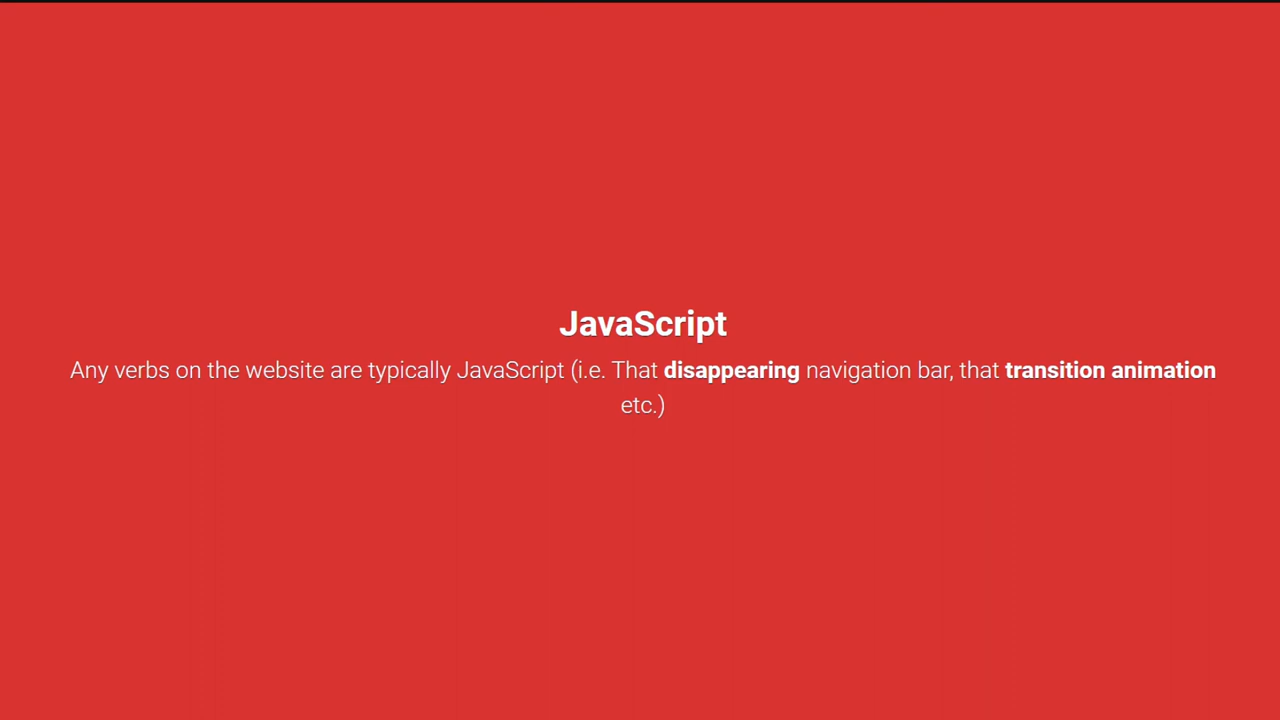 JavaScript
Any verbs on the website are typically JavaScript (i.e. That disappearing navigation bar, that transition animation
etc.)